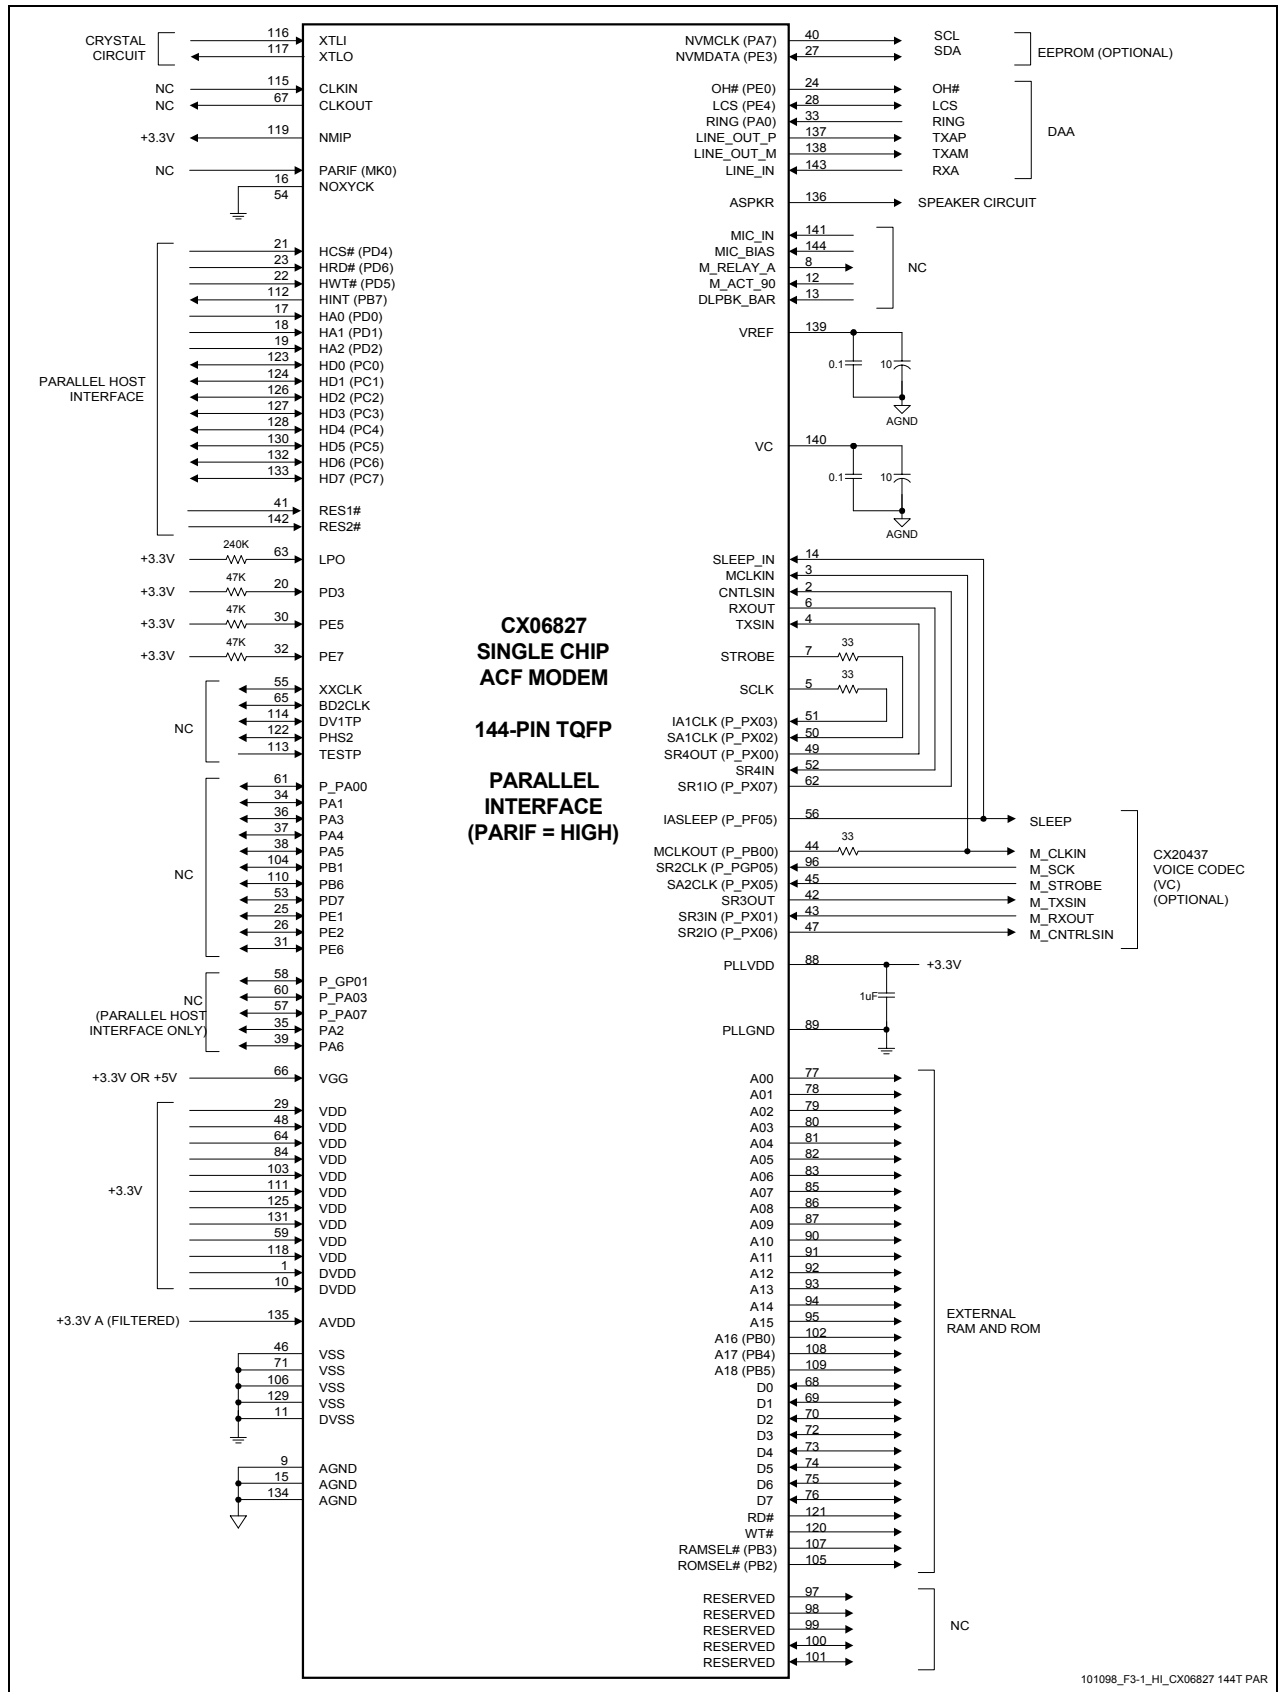 CRYSTAL
CIRCUIT
116 XTLI
117 XTLO
NC 115 CLKIN
NC 67 CLKOUT
+3.3V 119 NMIP
NC PARIF (MK0)
16 NOXYCK
54
PARALLEL HOST
INTERFACE
21 HCS# (PD4)
23 HRD# (PD6)
22 HWT# (PD5)
112 HINT (PB7)
17 HA0 (PD0)
18 HA1 (PD1)
19 HA2 (PD2)
123 HD0 (PC0)
124 HD1 (PC1)
126 HD2 (PC2)
127 HD3 (PC3)
128 HD4 (PC4)
130 HD5 (PC5)
132 HD6 (PC6)
133 HD7 (PC7)
41 RES1#
142 RES2#
+3.3V 240K 63 LPO
+3.3V 47K 20 PD3
+3.3V 47K 30 PE5
+3.3V 47K 32 PE7
NC
55 XXCLK
65 BD2CLK
114 DV1TP
122 PHS2
113 TESTP
NC
61 P_PA00
34 PA1
36 PA3
37 PA4
38 PA5
104 PB1
110 PB6
53 PD7
25 PE1
26 PE2
31 PE6
NC
(PARALLEL HOST
INTERFACE ONLY)
58 P_GP01
60 P_PA03
57 P_PA07
35 PA2
39 PA6
+3.3V OR +5V 66 VGG
+3.3V
29 VDD
48 VDD
64 VDD
84 VDD
103 VDD
111 VDD
125 VDD
131 VDD
59 VDD
118 VDD
1 DVDD
10 DVDD
+3.3V A (FILTERED) 135 AVDD
46 VSS
71 VSS
106 VSS
129 VSS
11 DVSS
9 AGND
15 AGND
134 AGND
CX06827
SINGLE CHIP
ACF MODEM
144-PIN TQFP
PARALLEL
INTERFACE
(PARIF = HIGH)
NVMCLK (PA7) 40 SCL
NVMDATA (PE3) 27 SDA
EEPROM (OPTIONAL)
OH# (PE0) 24 OH#
LCS (PE4) 28 LCS
RING (PA0) 33 RING
LINE_OUT_P 137 TXAP
LINE_OUT_M 138 TXAM
LINE_IN 143 RXA
DAA
ASPKR 136 SPEAKER CIRCUIT
MIC_IN 141
MIC_BIAS 144
M_RELAY_A 8
M_ACT_90 12
DLPBK_BAR 13
NC
VREF 139
0.1 10
AGND
VC 140
0.1 10
AGND
SLEEP_IN 14
MCLKIN 3
CNTLSIN 2
RXOUT 6
TXSIN 4
STROBE 7 33
SCLK 5 33
IA1CLK (P_PX03) 51
SA1CLK (P_PX02) 50
SR4OUT (P_PX00) 49
SR4IN 52
SR1IO (P_PX07) 62
IASLEEP (P_PF05) 56 SLEEP
MCLKOUT (P_PB00) 44 33 M_CLKIN
SR2CLK (P_PGP05) 96 M_SCK
SA2CLK (P_PX05) 45 M_STROBE
SR3OUT 42 M_TXSIN
SR3IN (P_PX01) 43 M_RXOUT
SR2IO (P_PX06) 47 M_CNTRLSIN
CX20437
VOICE CODEC
(VC)
(OPTIONAL)
PLLVDD 88 +3.3V
1uF
PLLGND 89
A00 77
A01 78
A02 79
A03 80
A04 81
A05 82
A06 83
A07 85
A08 86
A09 87
A10 90
A11 91
A12 92
A13 93
A14 94
A15 95
A16 (PB0) 102
A17 (PB4) 108
A18 (PB5) 109
D0 68
D1 69
D2 70
D3 72
D4 73
D5 74
D6 75
D7 76
RD# 121
WT# 120
RAMSEL# (PB3) 107
ROMSEL# (PB2) 105
EXTERNAL
RAM AND ROM
RESERVED 97
RESERVED 98
RESERVED 99
RESERVED 100
RESERVED 101
NC
101098_F3-1_HI_CX06827 144T PAR